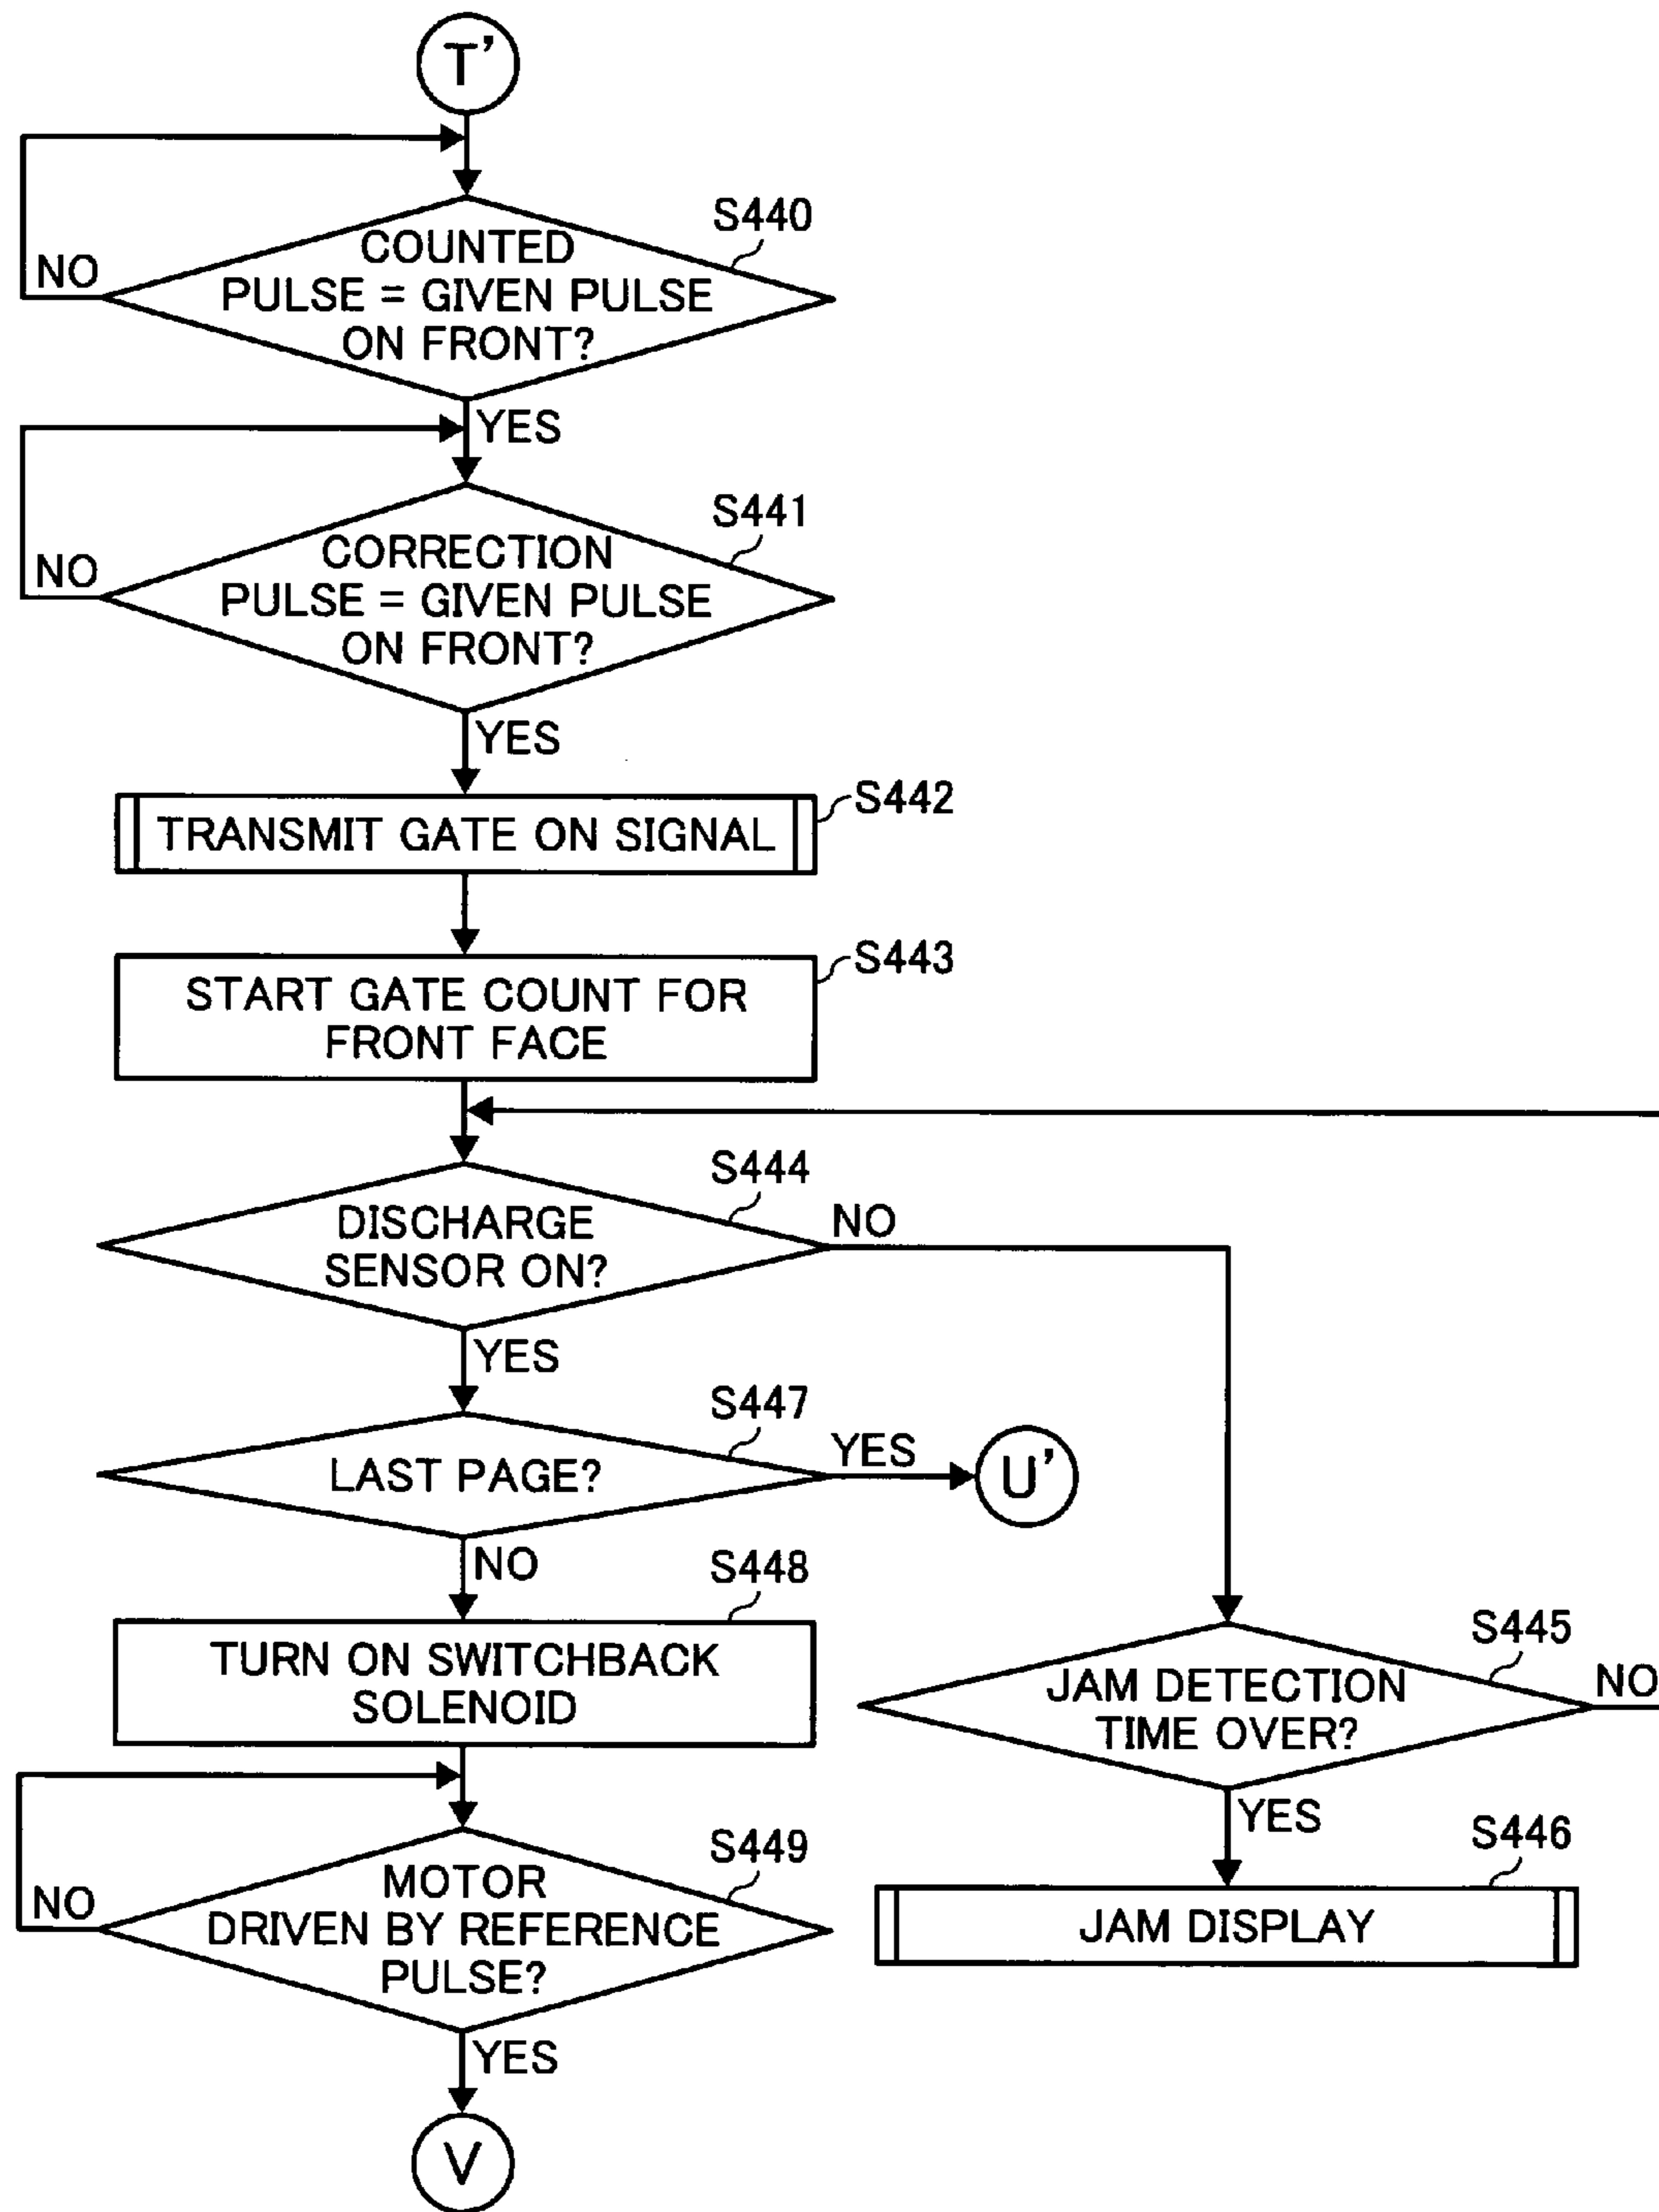 T'
S440
COUNTED
PULSE = GIVEN PULSE
ON FRONT?
NO
YES
S441
CORRECTION
PULSE = GIVEN PULSE
ON FRONT?
NO
YES
S442
TRANSMIT GATE ON SIGNAL
S443
START GATE COUNT FOR
FRONT FACE
S444
DISCHARGE
SENSOR ON?
NO
YES
S447
LAST PAGE?
YES
U'
NO
S448
TURN ON SWITCHBACK
SOLENOID
S445
JAM DETECTION
TIME OVER?
NO
YES
S446
JAM DISPLAY
S449
MOTOR
DRIVEN BY REFERENCE
PULSE?
NO
YES
V